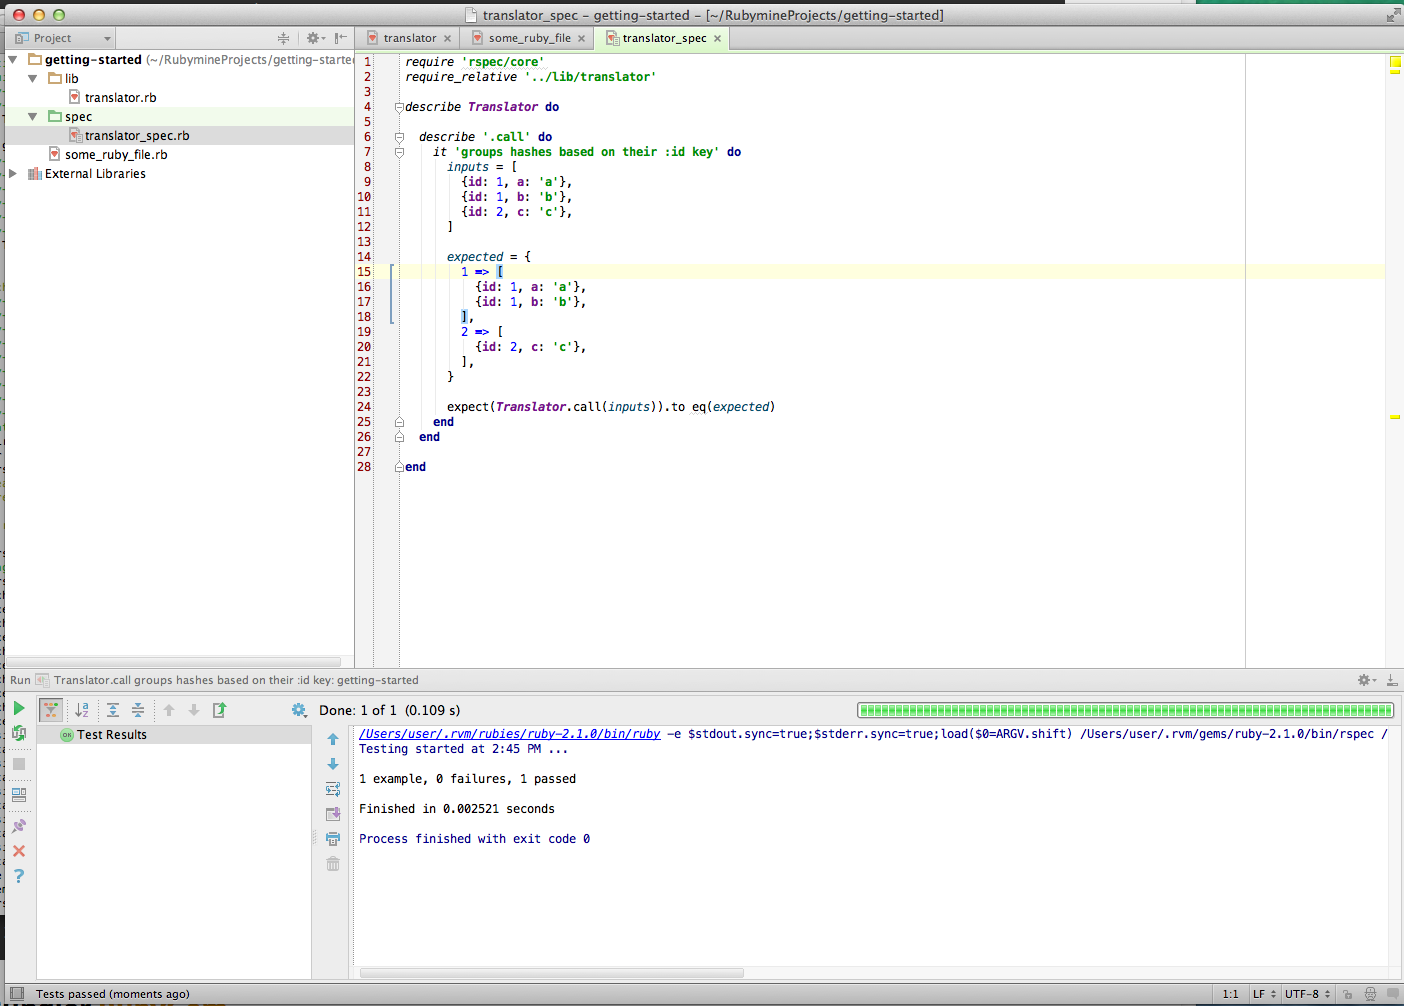 translator_spec - getting-started - [~/RubymineProjects/getting-started]
Project
translator
some_ruby_file
translator_spec
getting-started (~/RubymineProjects/getting-starte
lib
translator.rb
spec
translator_spec.rb
some_ruby_file.rb
External Libraries
1 require 'rspec/core'
2 require_relative '../lib/translator'
3
4 describe Translator do
5
6 describe '.call' do
7 it 'groups hashes based on their :id key' do
8 inputs = [
9 {id: 1, a: 'a'},
10 {id: 1, b: 'b'},
11 {id: 2, c: 'c'},
12 ]
13
14 expected = {
15 1 => [
16 {id: 1, a: 'a'},
17 {id: 1, b: 'b'},
18 ],
19 2 => [
20 {id: 2, c: 'c'},
21 ],
22 }
23
24 expect(Translator.call(inputs)).to eq(expected)
25 end
26 end
27
28 end
Run Translator.call groups hashes based on their :id key: getting-started
Done: 1 of 1 (0.109 s)
OK Test Results
/Users/user/.rvm/rubies/ruby-2.1.0/bin/ruby -e $stdout.sync=true;$stderr.sync=true;load($0=ARGV.shift) /Users/user/.rvm/gems/ruby-2.1.0/bin/rspec /
Testing started at 2:45 PM ...
1 example, 0 failures, 1 passed
Finished in 0.002521 seconds
Process finished with exit code 0
Tests passed (moments ago)
1:1 LF UTF-8